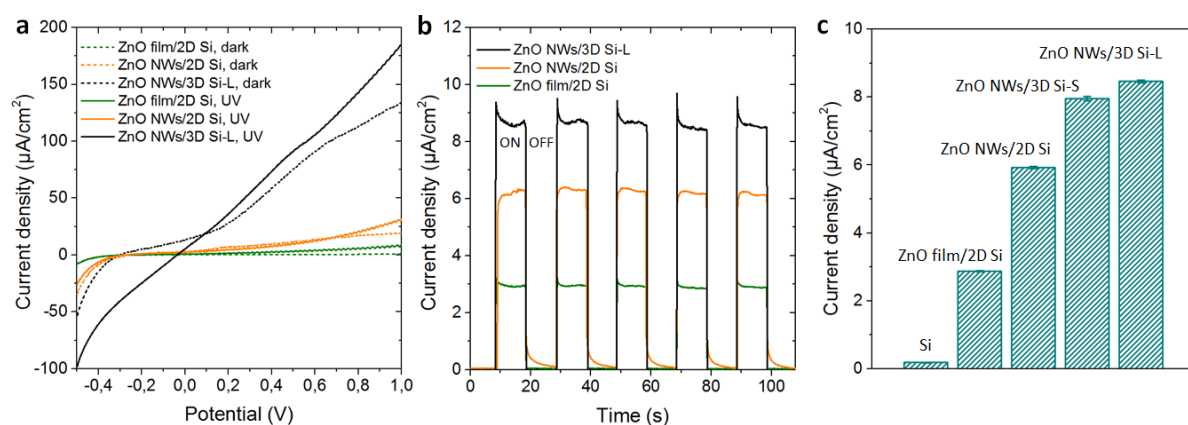 a
200
175
150
125
100
75
50
25
0
-25
-50
-100
Current density (µA/cm²)
ZnO film/2D Si, dark
ZnO NWs/2D Si, dark
ZnO NWs/3D Si-L, dark
ZnO film/2D Si, UV
ZnO NWs/2D Si, UV
ZnO NWs/3D Si-L, UV
-0,4 -0,2 0,0 0,2 0,4 0,6 0,8 1,0
Potential (V)
b
12
10
8
6
4
2
0
Current density (µA/cm²)
ZnO NWs/3D Si-L
ZnO NWs/2D Si
ZnO film/2D Si
ON OFF
0 20 40 60 80 100
Time (s)
c
10
8
6
4
2
0
Current density (µA/cm²)
ZnO NWs/3D Si-L
ZnO NWs/3D Si-S
ZnO NWs/2D Si
ZnO film/2D Si
Si